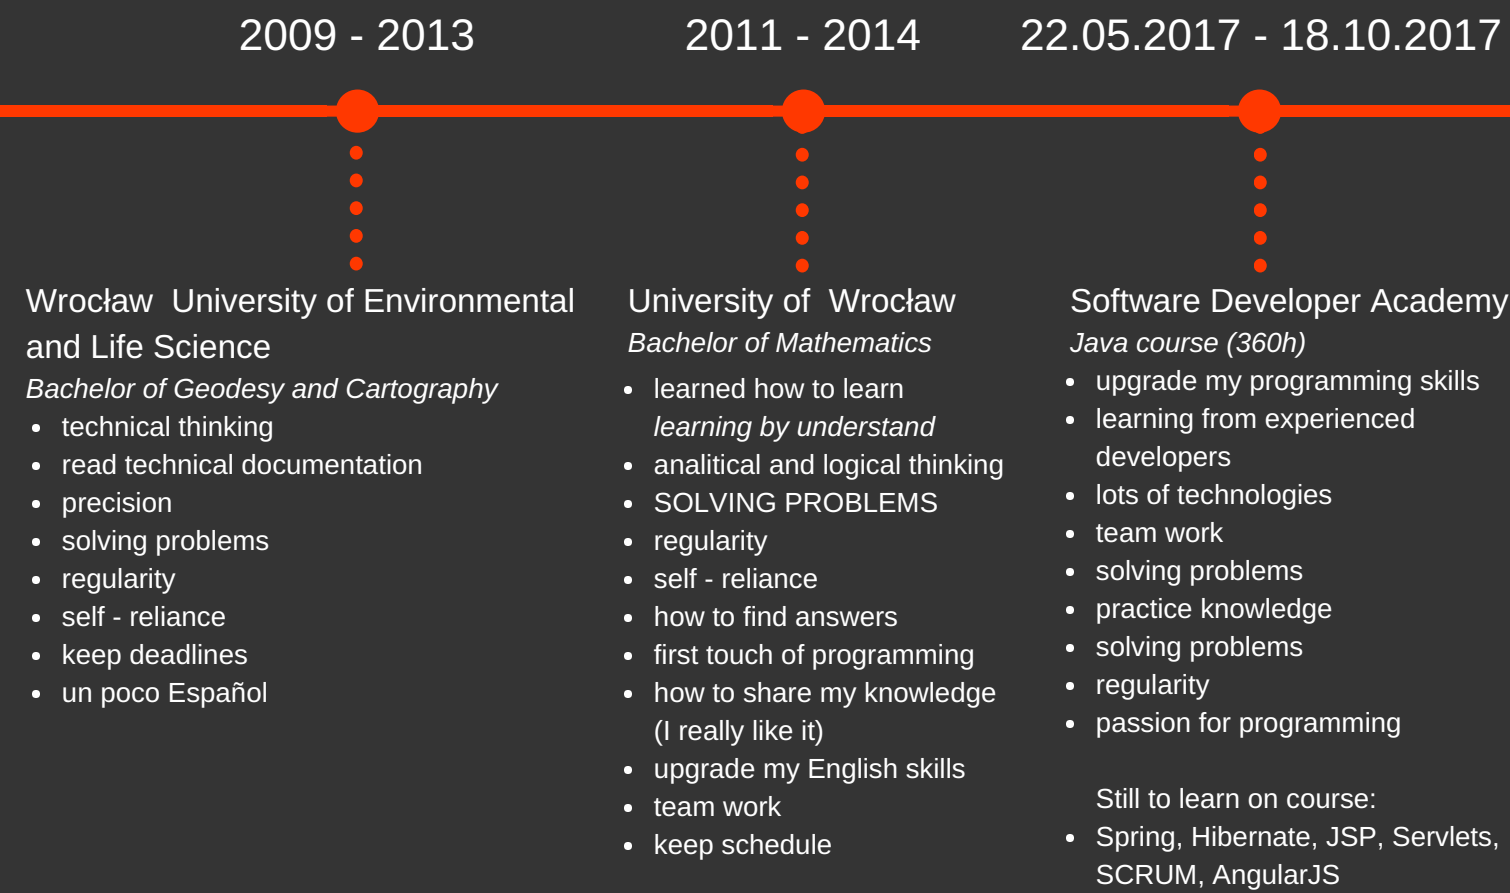 2009 - 2013
Wrocław University of Environmental
and Life Science
Bachelor of Geodesy and Cartography
• technical thinking
• read technical documentation
• precision
• solving problems
• regularity
• self - reliance
• keep deadlines
• un poco Español
2011 - 2014
University of Wrocław
Bachelor of Mathematics
• learned how to learn
learning by understand
• analitical and logical thinking
• SOLVING PROBLEMS
• regularity
• self - reliance
• how to find answers
• first touch of programming
• how to share my knowledge
(I really like it)
• upgrade my English skills
• team work
• keep schedule
22.05.2017 - 18.10.2017
Software Developer Academy
Java course (360h)
• upgrade my programming skills
• learning from experienced
developers
• lots of technologies
• team work
• solving problems
• practice knowledge
• solving problems
• regularity
• passion for programming
Still to learn on course:
• Spring, Hibernate, JSP, Servlets,
SCRUM, AngularJS